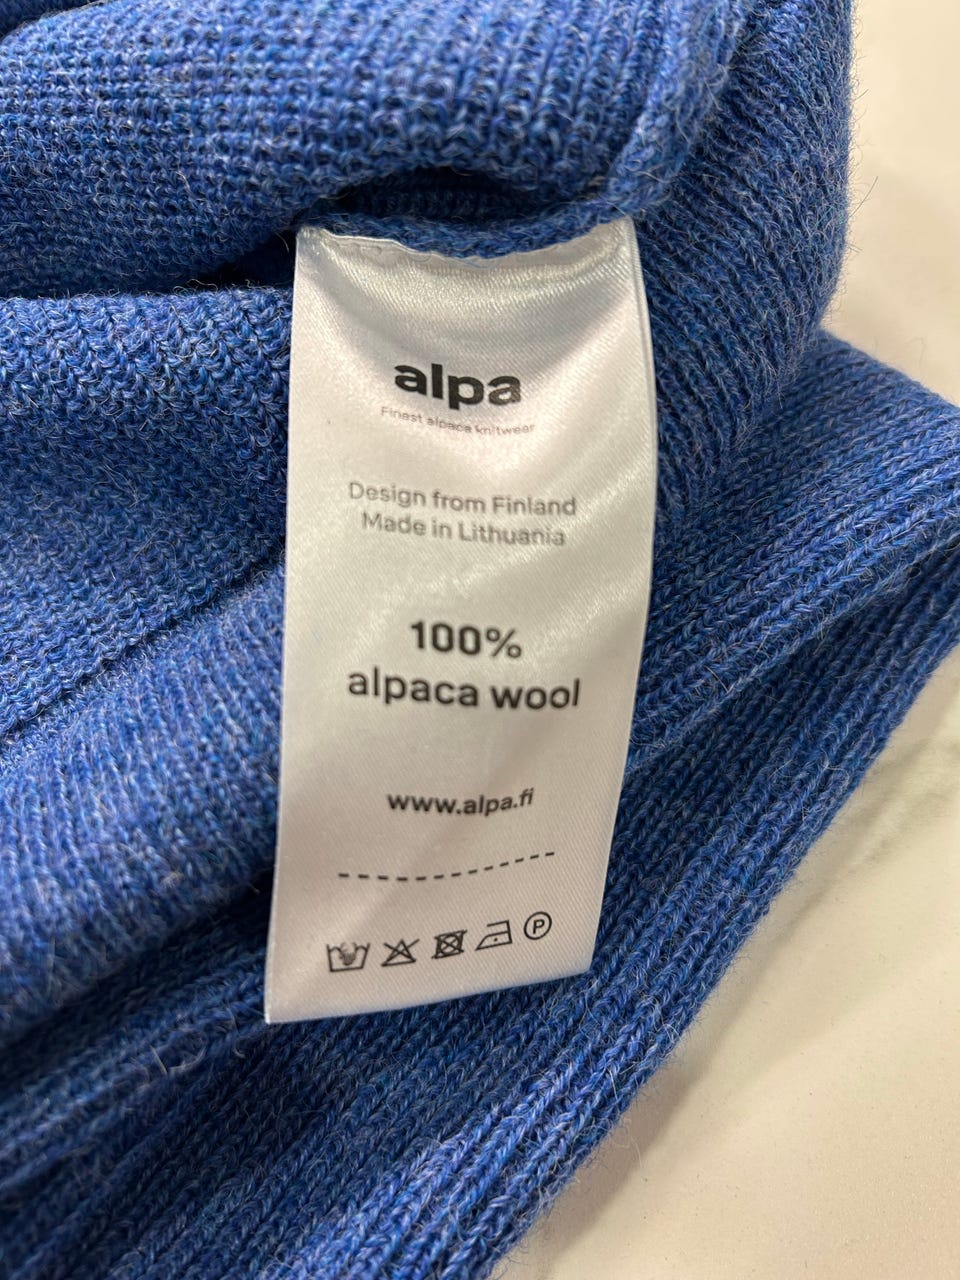 alpa
Finest alpaca knitwear
Design from Finland
Made in Lithuania
100%
alpaca wool
www.alpa.fi
P